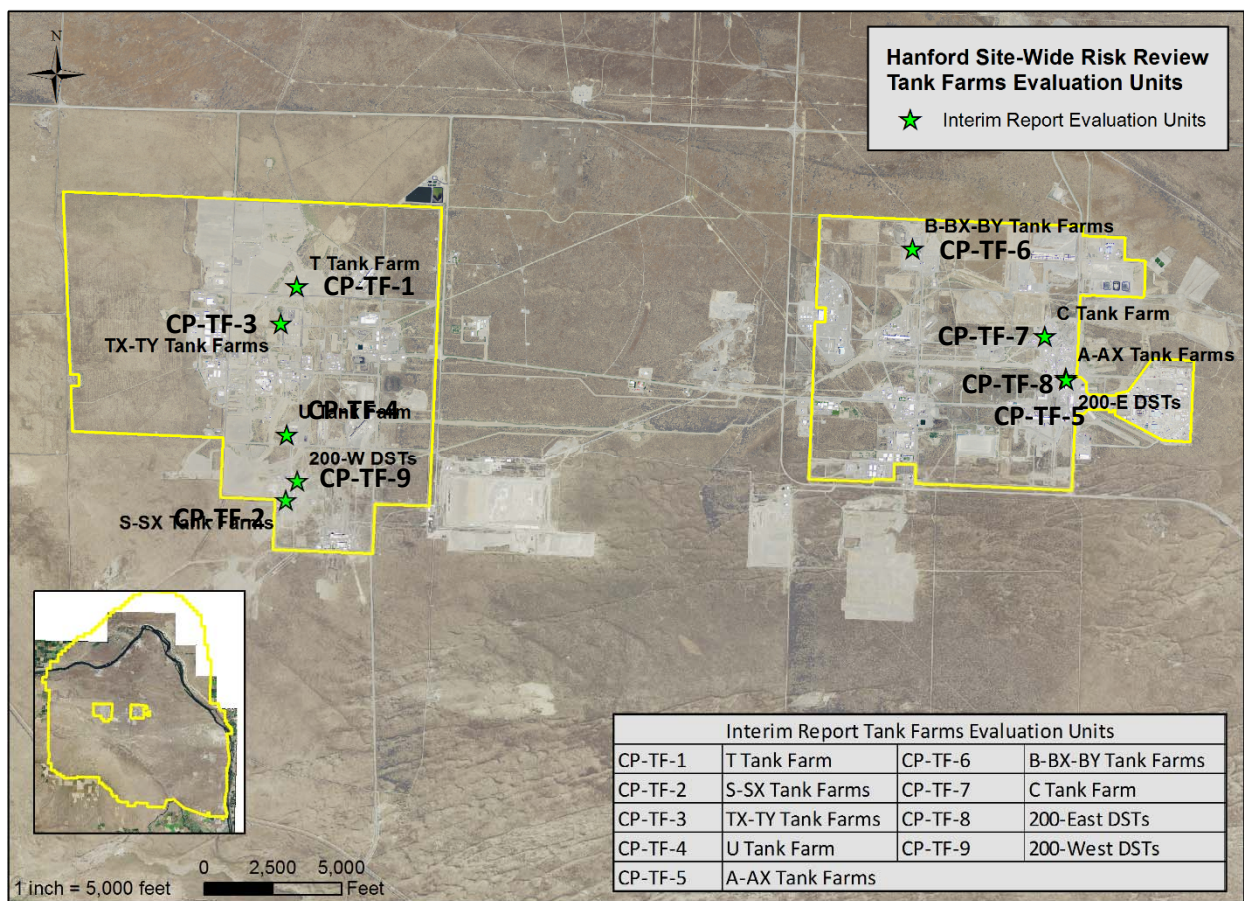 N
Hanford Site-Wide Risk Review
Tank Farms Evaluation Units
Interim Report Evaluation Units
B-BX-BY Tank Farms
CP-TF-6
T Tank Farm
CP-TF-1
CP-TF-3
TX-TY Tank Farms
C Tank Farm
CP-TF-7
A-AX Tank Farms
CP-TF-8
200-E DSTs
CP-TF-5
CP-TF-4
U Tank Farm
200-W DSTs
CP-TF-9
CP-TF-2
S-SX Tank Farms
Interim Report Tank Farms Evaluation Units
CP-TF-1 T Tank Farm CP-TF-6 B-BX-BY Tank Farms
CP-TF-2 S-SX Tank Farms CP-TF-7 C Tank Farm
CP-TF-3 TX-TY Tank Farms CP-TF-8 200-East DSTs
CP-TF-4 U Tank Farm CP-TF-9 200-West DSTs
CP-TF-5 A-AX Tank Farms
0 2,500 5,000
1 inch = 5,000 feet Feet